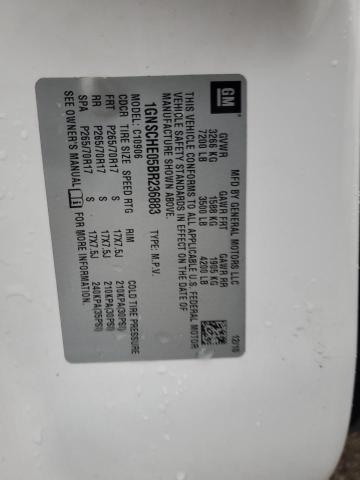 GM
MFD BY GENERAL MOTORS LLC
12/10
GVWR GAWR FRT GAWR RR
3266 KG 1588 KG 1905 KG
7200 LB 3500 LB 4200 LB
THIS VEHICLE CONFORMS TO ALL APPLICABLE U.S. FEDERAL MOTOR
VEHICLE SAFETY STANDARDS IN EFFECT ON THE DATE OF
MANUFACTURE SHOWN ABOVE.
1GNSCHE05BR236883 TYPE: M.P.V.
MODEL: C10906
CDCR TIRE SIZE SPEED RTG RIM COLD TIRE PRESSURE
FRT P265/70R17 S 17X7.5J 210KPA(30PSI)
RR P265/70R17 S 17X7.5J 210KPA(30PSI)
SPA P265/70R17 S 17X7.5J 240KPA(35PSI)
SEE OWNER'S MANUAL FOR MORE INFORMATION